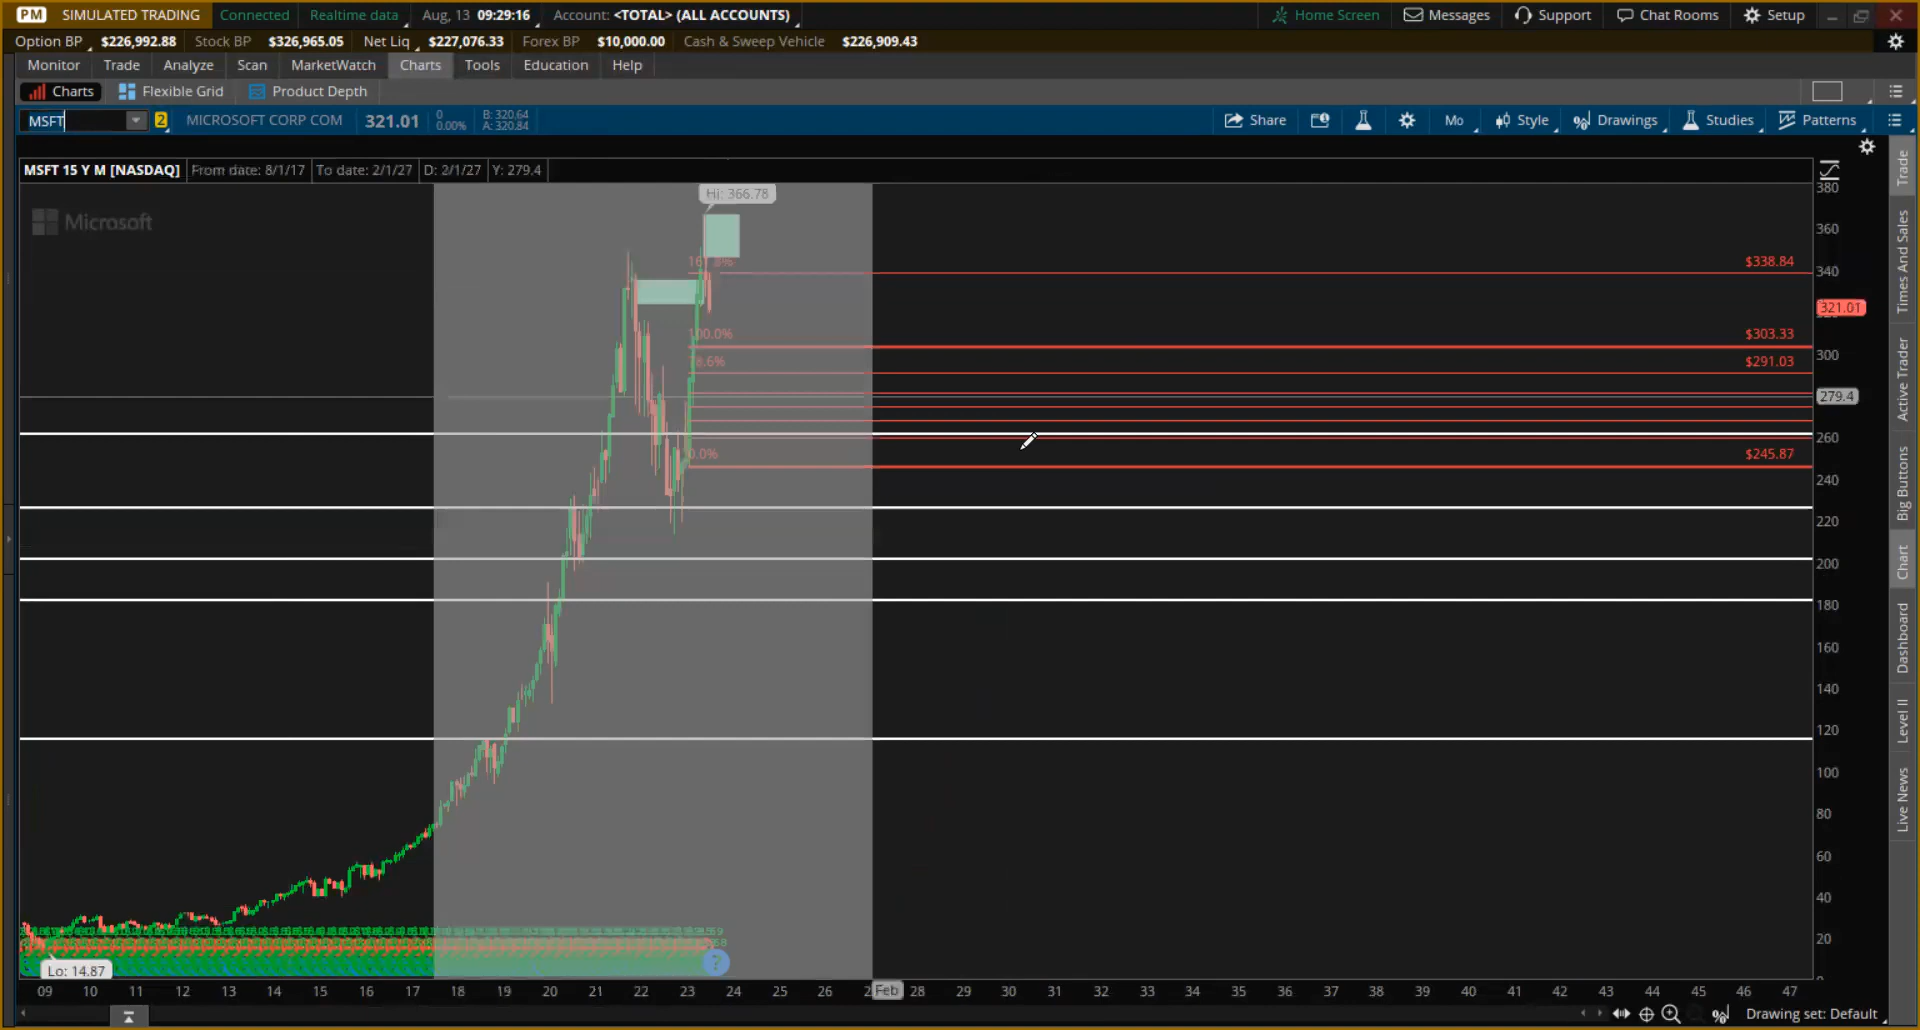 PM SIMULATED TRADING Connected Realtime data Aug, 13 09:29:16 Account: <TOTAL> (ALL ACCOUNTS) Home Screen Messages Support Chat Rooms Setup
Option BP $226,992.88 Stock BP $326,965.05 Net Liq $227,076.33 Forex BP $10,000.00 Cash & Sweep Vehicle $226,909.43
Monitor Trade Analyze Scan MarketWatch Charts Tools Education Help
Charts Flexible Grid Product Depth
MSFT 2 MICROSOFT CORP COM 321.01 0 0.00% B: 320.64 A: 320.84 Share Mo Style Drawings Studies Patterns
MSFT 15 Y M [NASDAQ] From date: 8/1/17 To date: 2/1/27 D: 2/1/27 Y: 279.4
Microsoft
Hi: 366.78
$338.84
321.01
100.0% $303.33
$291.03
279.4
0.0% $245.87
Lo: 14.87
380
360
340
300
260
240
220
200
180
160
140
120
100
80
60
40
20
09 10 11 12 13 14 15 16 17 18 19 20 21 22 23 24 25 26 Feb 28 29 30 31 32 33 34 35 36 37 38 39 40 41 42 43 44 45 46 47
Drawing set: Default
Trade
Times And Sales
Active Trader
Big Buttons
Chart
Dashboard
Level II
Live News